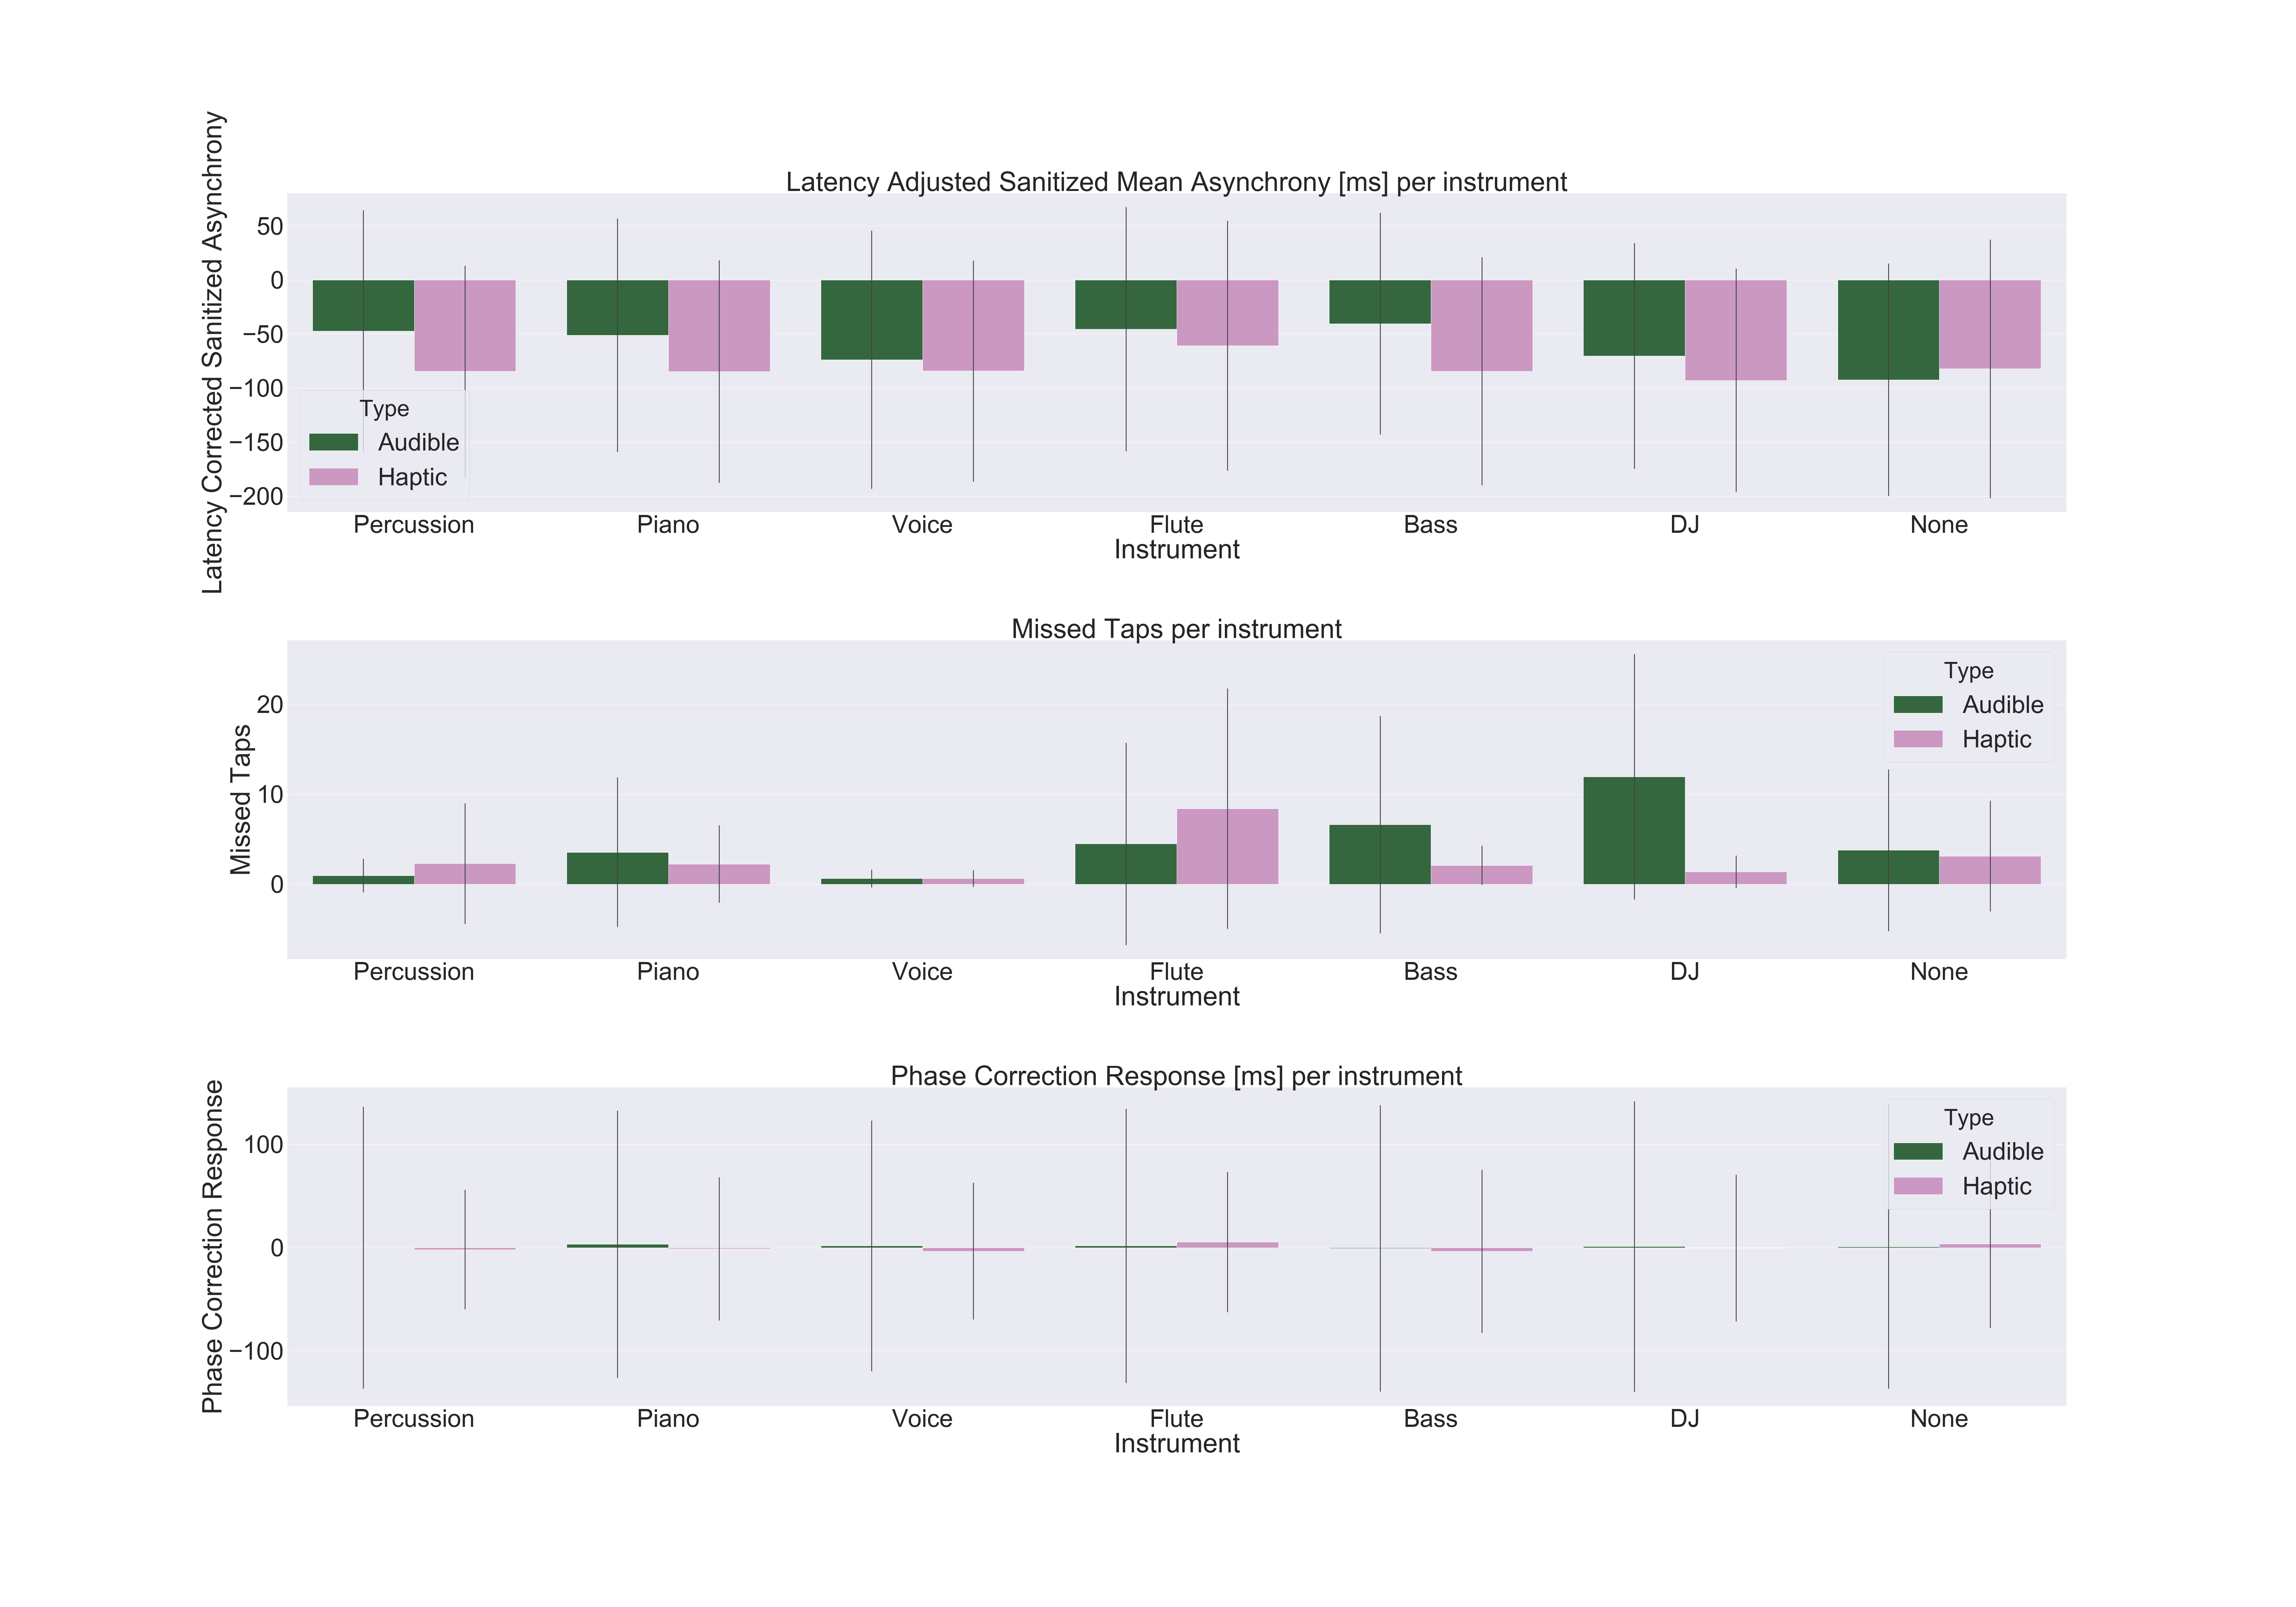 Latency Adjusted Sanitized Mean Asynchrony [ms] per instrument
Latency Corrected Sanitized Asynchrony
50
0
−50
−100
−150
−200
Type
Audible
Haptic
Percussion Piano Voice Flute Bass DJ None
Instrument
Missed Taps per instrument
Missed Taps
20
10
0
Type
Audible
Haptic
Percussion Piano Voice Flute Bass DJ None
Instrument
Phase Correction Response [ms] per instrument
Phase Correction Response
100
0
−100
Type
Audible
Haptic
Percussion Piano Voice Flute Bass DJ None
Instrument